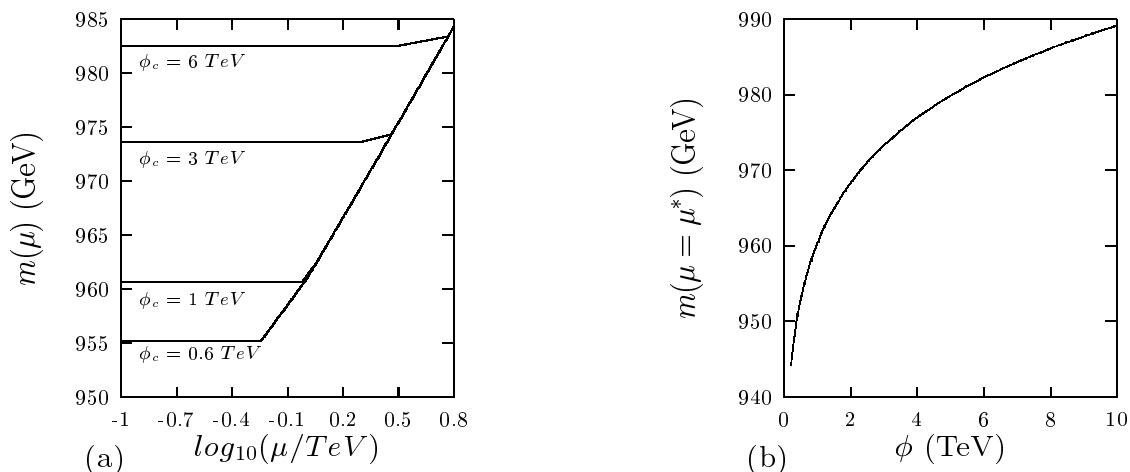 985
980
975
970
965
960
955
950
m(μ) (GeV)
ϕc = 6 TeV
ϕc = 3 TeV
ϕc = 1 TeV
ϕc = 0.6 TeV
-1 -0.7 -0.4 -0.1 0.2 0.5 0.8
log10(μ/TeV)
(a)
990
980
970
960
950
940
m(μ = μ*) (GeV)
0 2 4 6 8 10
ϕ (TeV)
(b)